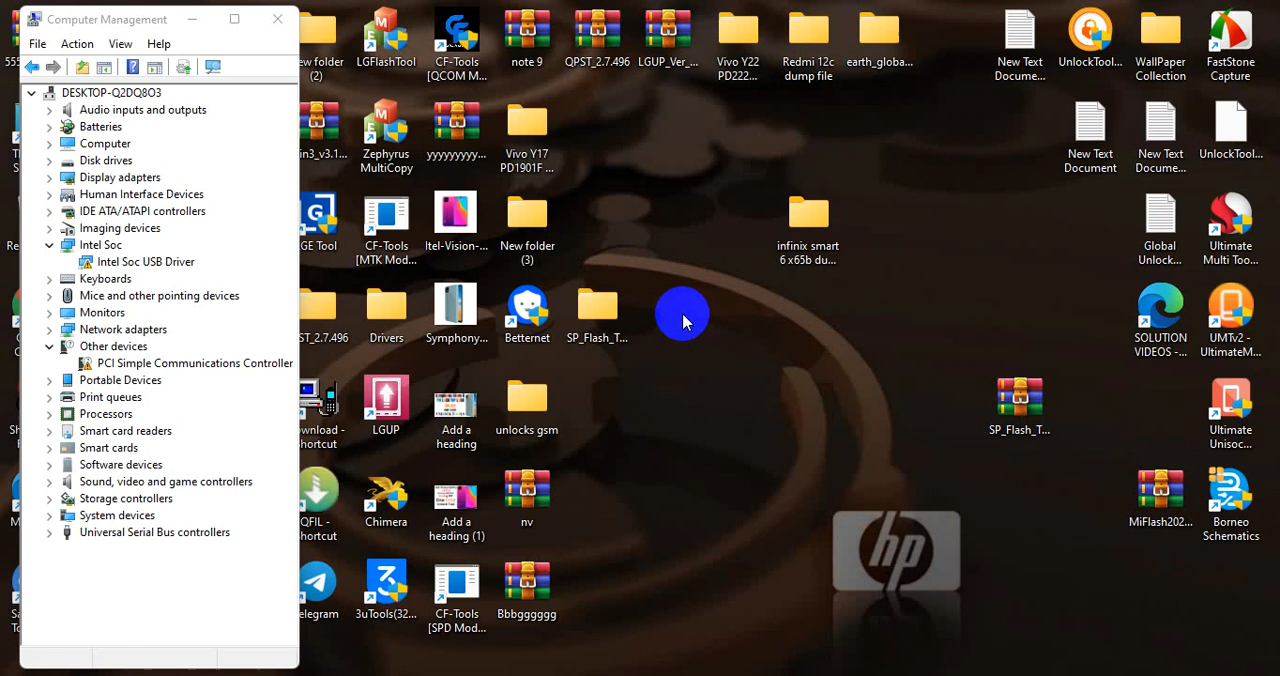 Computer Management
File Action View Help
DESKTOP-Q2DQ8O3
Audio inputs and outputs
Batteries
Computer
Disk drives
Display adapters
Human Interface Devices
IDE ATA/ATAPI controllers
Imaging devices
Intel Soc
Intel Soc USB Driver
Keyboards
Mice and other pointing devices
Monitors
Network adapters
Other devices
PCI Simple Communications Controller
Portable Devices
Print queues
Processors
Smart card readers
Smart cards
Software devices
Sound, video and game controllers
Storage controllers
System devices
Universal Serial Bus controllers
ew folder
(2)
LGFlashTool
CF-Tools
[QCOM M...
note 9
QPST_2.7.496
LGUP_Ver_...
Vivo Y22
PD222...
Redmi 12c
dump file
earth_globa...
New Text
Docume...
UnlockTool...
WallPaper
Collection
FastStone
Capture
in3_v3.1...
Zephyrus
MultiCopy
yyyyyyyyy...
Vivo Y17
PD1901F ...
New Text
Document
New Text
Docume...
UnlockTool...
GE Tool
CF-Tools
[MTK Mod...
Itel-Vision-...
New folder
(3)
infinix smart
6 x65b du...
Global
Unlock...
Ultimate
Multi Too...
ST_2.7.496
Drivers
Symphony...
Betternet
SP_Flash_T...
SOLUTION
VIDEOS -...
UMTv2 -
UltimateM...
wnload -
hortcut
LGUP
Add a
heading
unlocks gsm
SP_Flash_T...
Ultimate
Unisoc...
QFIL -
hortcut
Chimera
Add a
heading (1)
nv
MiFlash202...
Borneo
Schematics
elegram
3uTools(32...
CF-Tools
[SPD Mod...
Bbbgggggg
hp